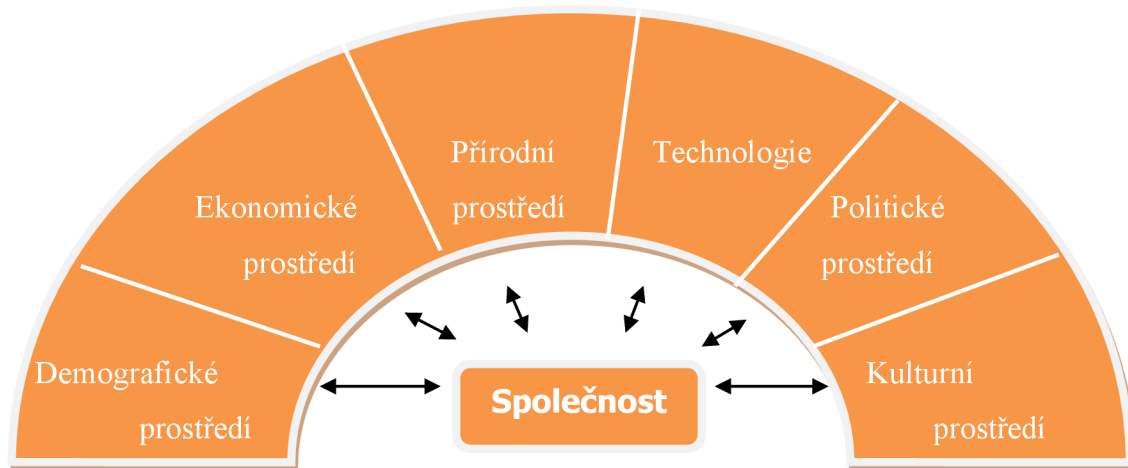 Demografické
prostředí
Ekonomické
prostředí
Přírodní
prostředí
Technologie
Politické
prostředí
Kulturní
prostředí
Společnost